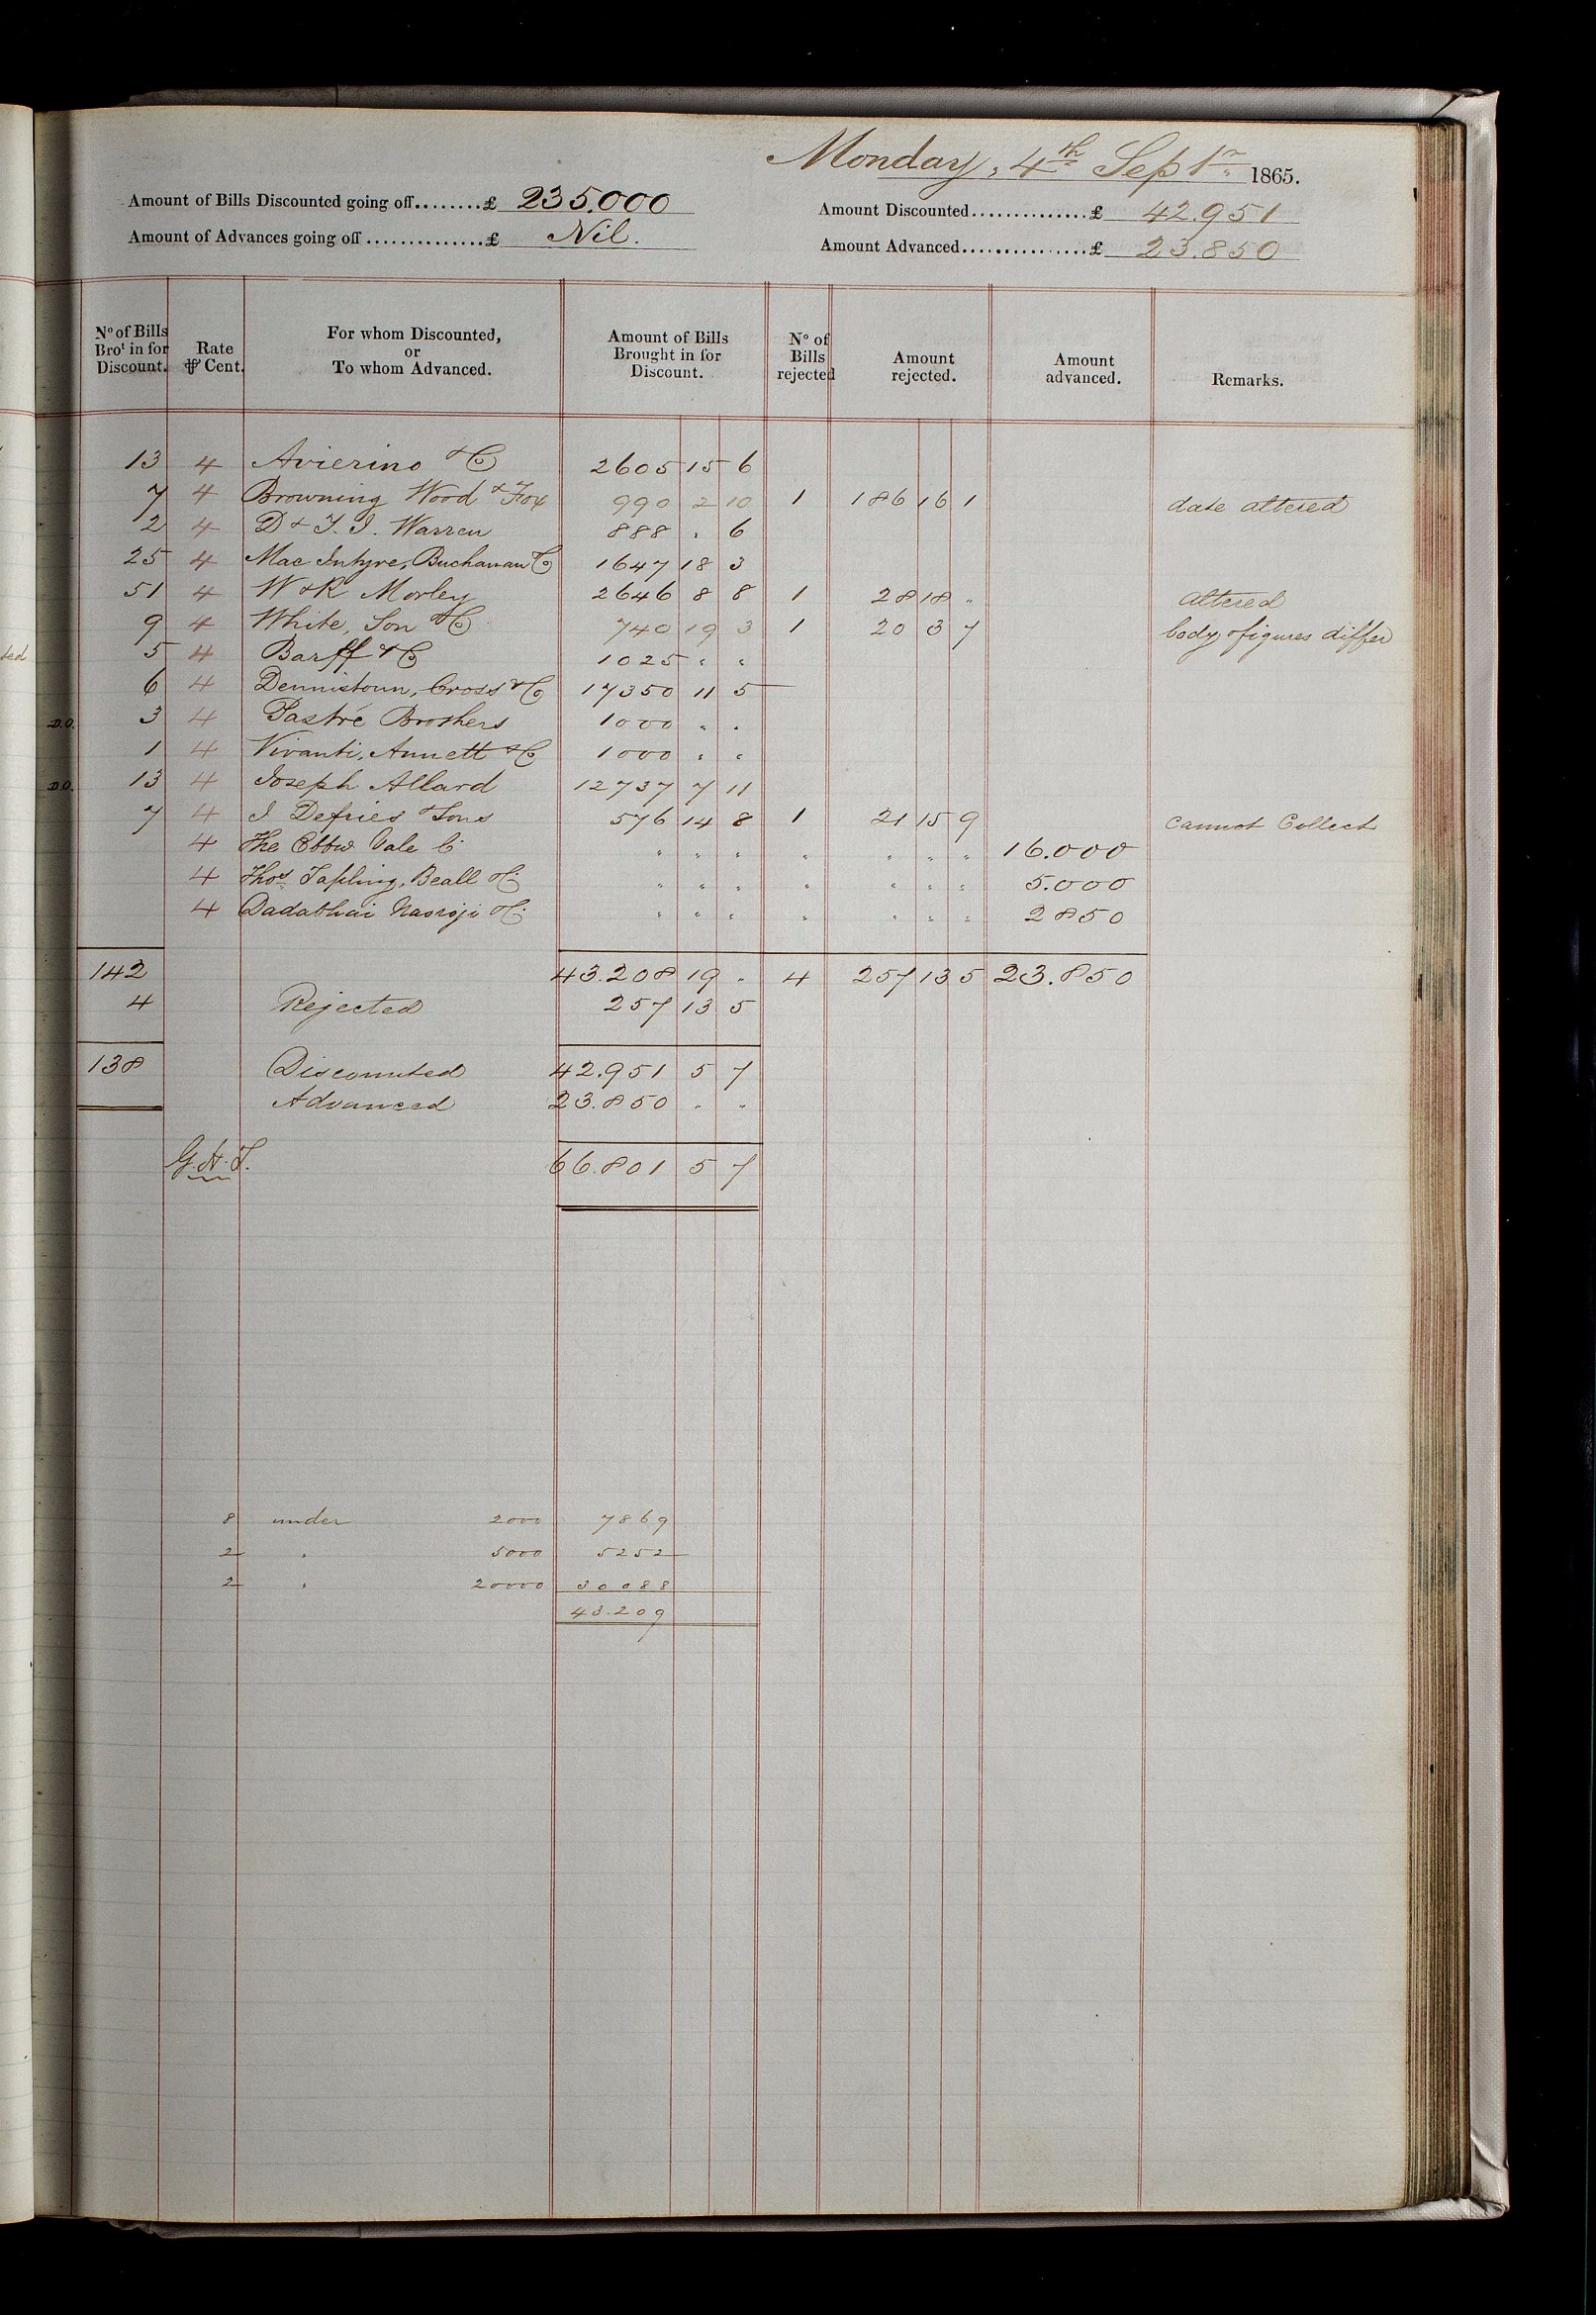 Monday, 4th Septr. 1865.
Amount of Bills Discounted going off........£ 235.000
Amount Discounted..............£ 42.951
Amount of Advances going off..............£ Nil.
Amount Advanced...............£ 23.850
No of Bills Brot in for Discount. Rate ⅌ Cent. For whom Discounted, or To whom Advanced. Amount of Bills Brought in for Discount. No of Bills rejected Amount rejected. Amount advanced. Remarks.
13 4 Avierino & Co 2605 15 6
7 4 Browning Wood & Fox 990 2 10 1 186 16 1 date altered
2 4 D & T. J. Warren 888 " 6
25 4 Mac Intyre, Buchanan & Co 1647 18 3
51 4 W & R Morley 2646 8 8 1 28 18 " altered
9 4 White, Son & Co 740 19 3 1 20 3 7 body & figures differ
ted
5 4 Barff & Co 1025 " "
6 4 Dennistoun, Cross & Co 17350 11 5
D.O. 3 4 Pastré Brothers 1000 " "
1 4 Vivanti, Annett & Co 1000 " "
D.O. 13 4 Joseph Allard 12737 7 11
7 4 J Defries & Sons 576 14 8 1 21 15 9 cannot Collect
4 The Ebbw Vale Co " " " " " " " 16.000
4 Thos Tapling, Beall & Co " " " " " " " 5.000
4 Dadabhai Naoroji & Co " " " " " " " 2850
142 43.208 19 " 4 257 13 5 23.850
4 Rejected 257 13 5
138 Discounted 42.951 5 7
Advanced 23.850 " "
G.H.T. 66.801 5 7
8 under 2000 7869
2 " 5000 5252
2 " 20000 30088
43.209